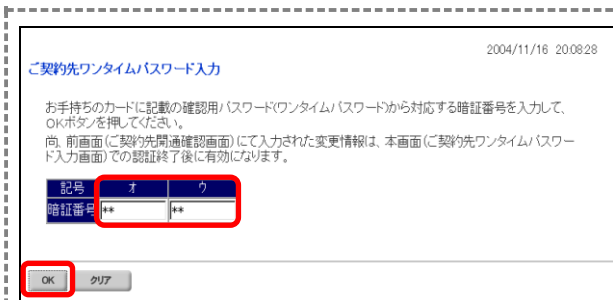 2004/11/16 20:08:28
ご契約先ワンタイムパスワード入力
お手持ちのカードに記載の確認用パスワード(ワンタイムパスワード)から対応する暗証番号を入力して、
OKボタンを押してください。
尚、前画面(ご契約先開通確認画面)にて入力された変更情報は、本画面(ご契約先ワンタイムパスワー
ド入力画面)での認証終了後に有効になります。
記号 オ ウ
暗証番号 ** **
OK クリア